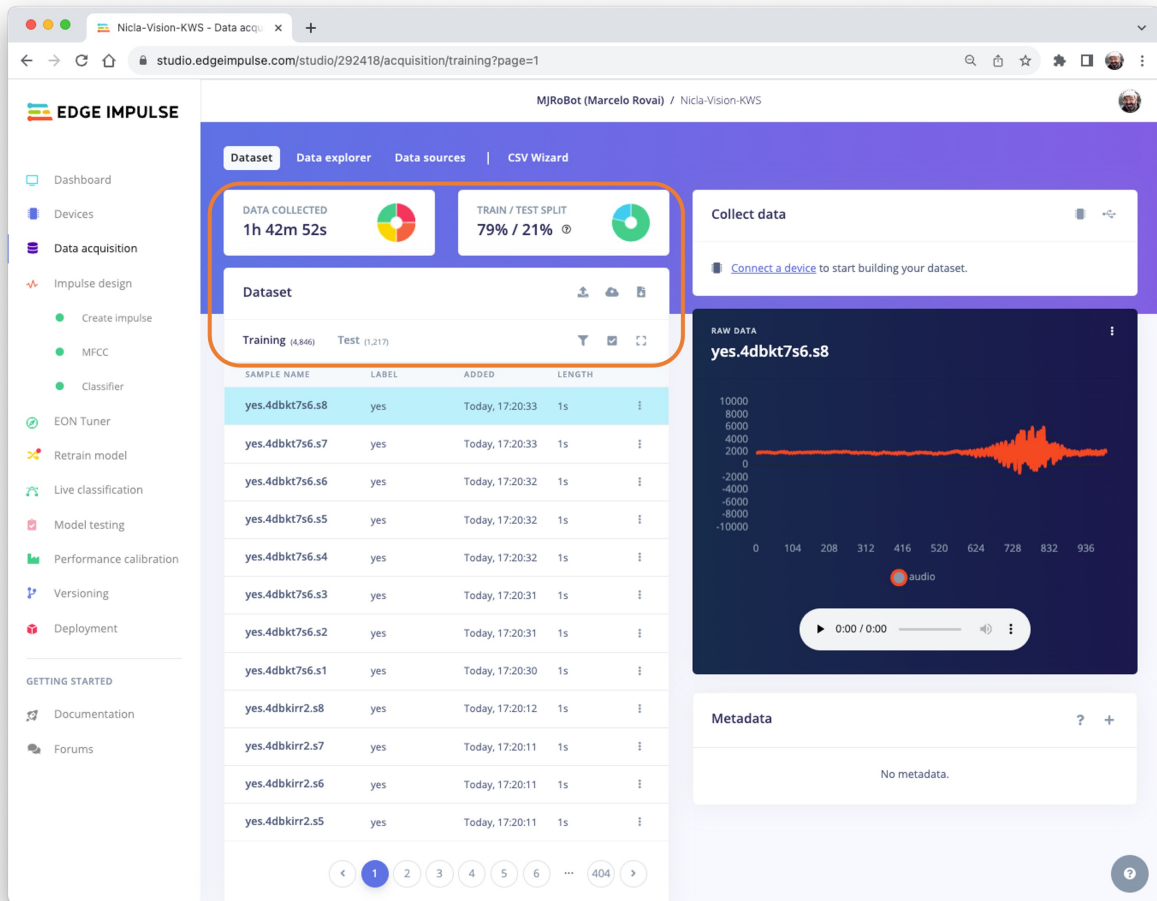 Nicla-Vision-KWS - Data acqu
studio.edgeimpulse.com/studio/292418/acquisition/training?page=1
EDGE IMPULSE
MJRoBot (Marcelo Rovai) / Nicla-Vision-KWS
Dashboard
Devices
Data acquisition
Impulse design
Create impulse
MFCC
Classifier
EON Tuner
Retrain model
Live classification
Model testing
Performance calibration
Versioning
Deployment
GETTING STARTED
Documentation
Forums
Dataset Data explorer Data sources | CSV Wizard
DATA COLLECTED
1h 42m 52s
TRAIN / TEST SPLIT
79% / 21% ?
Dataset
Training (4,846) Test (1,217)
SAMPLE NAME LABEL ADDED LENGTH
yes.4dbkt7s6.s8 yes Today, 17:20:33 1s
yes.4dbkt7s6.s7 yes Today, 17:20:33 1s
yes.4dbkt7s6.s6 yes Today, 17:20:32 1s
yes.4dbkt7s6.s5 yes Today, 17:20:32 1s
yes.4dbkt7s6.s4 yes Today, 17:20:32 1s
yes.4dbkt7s6.s3 yes Today, 17:20:31 1s
yes.4dbkt7s6.s2 yes Today, 17:20:31 1s
yes.4dbkt7s6.s1 yes Today, 17:20:30 1s
yes.4dbkirr2.s8 yes Today, 17:20:12 1s
yes.4dbkirr2.s7 yes Today, 17:20:11 1s
yes.4dbkirr2.s6 yes Today, 17:20:11 1s
yes.4dbkirr2.s5 yes Today, 17:20:11 1s
< 1 2 3 4 5 6 ... 404 >
Collect data
Connect a device to start building your dataset.
RAW DATA
yes.4dbkt7s6.s8
10000
8000
6000
4000
2000
0
-2000
-4000
-6000
-8000
-10000
0 104 208 312 416 520 624 728 832 936
audio
0:00 / 0:00
Metadata ? +
No metadata.
?